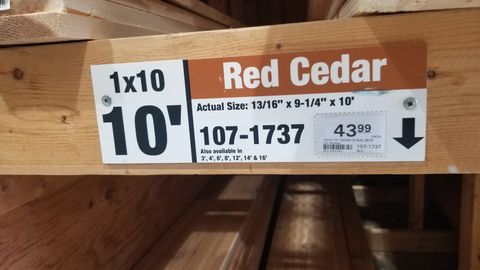 1x10
10'
Red Cedar
Actual Size: 13/16" x 9-1/4" x 10'
107-1737
Also available in
3', 4', 6', 8', 12', 14' & 16'
43.99
107-1737